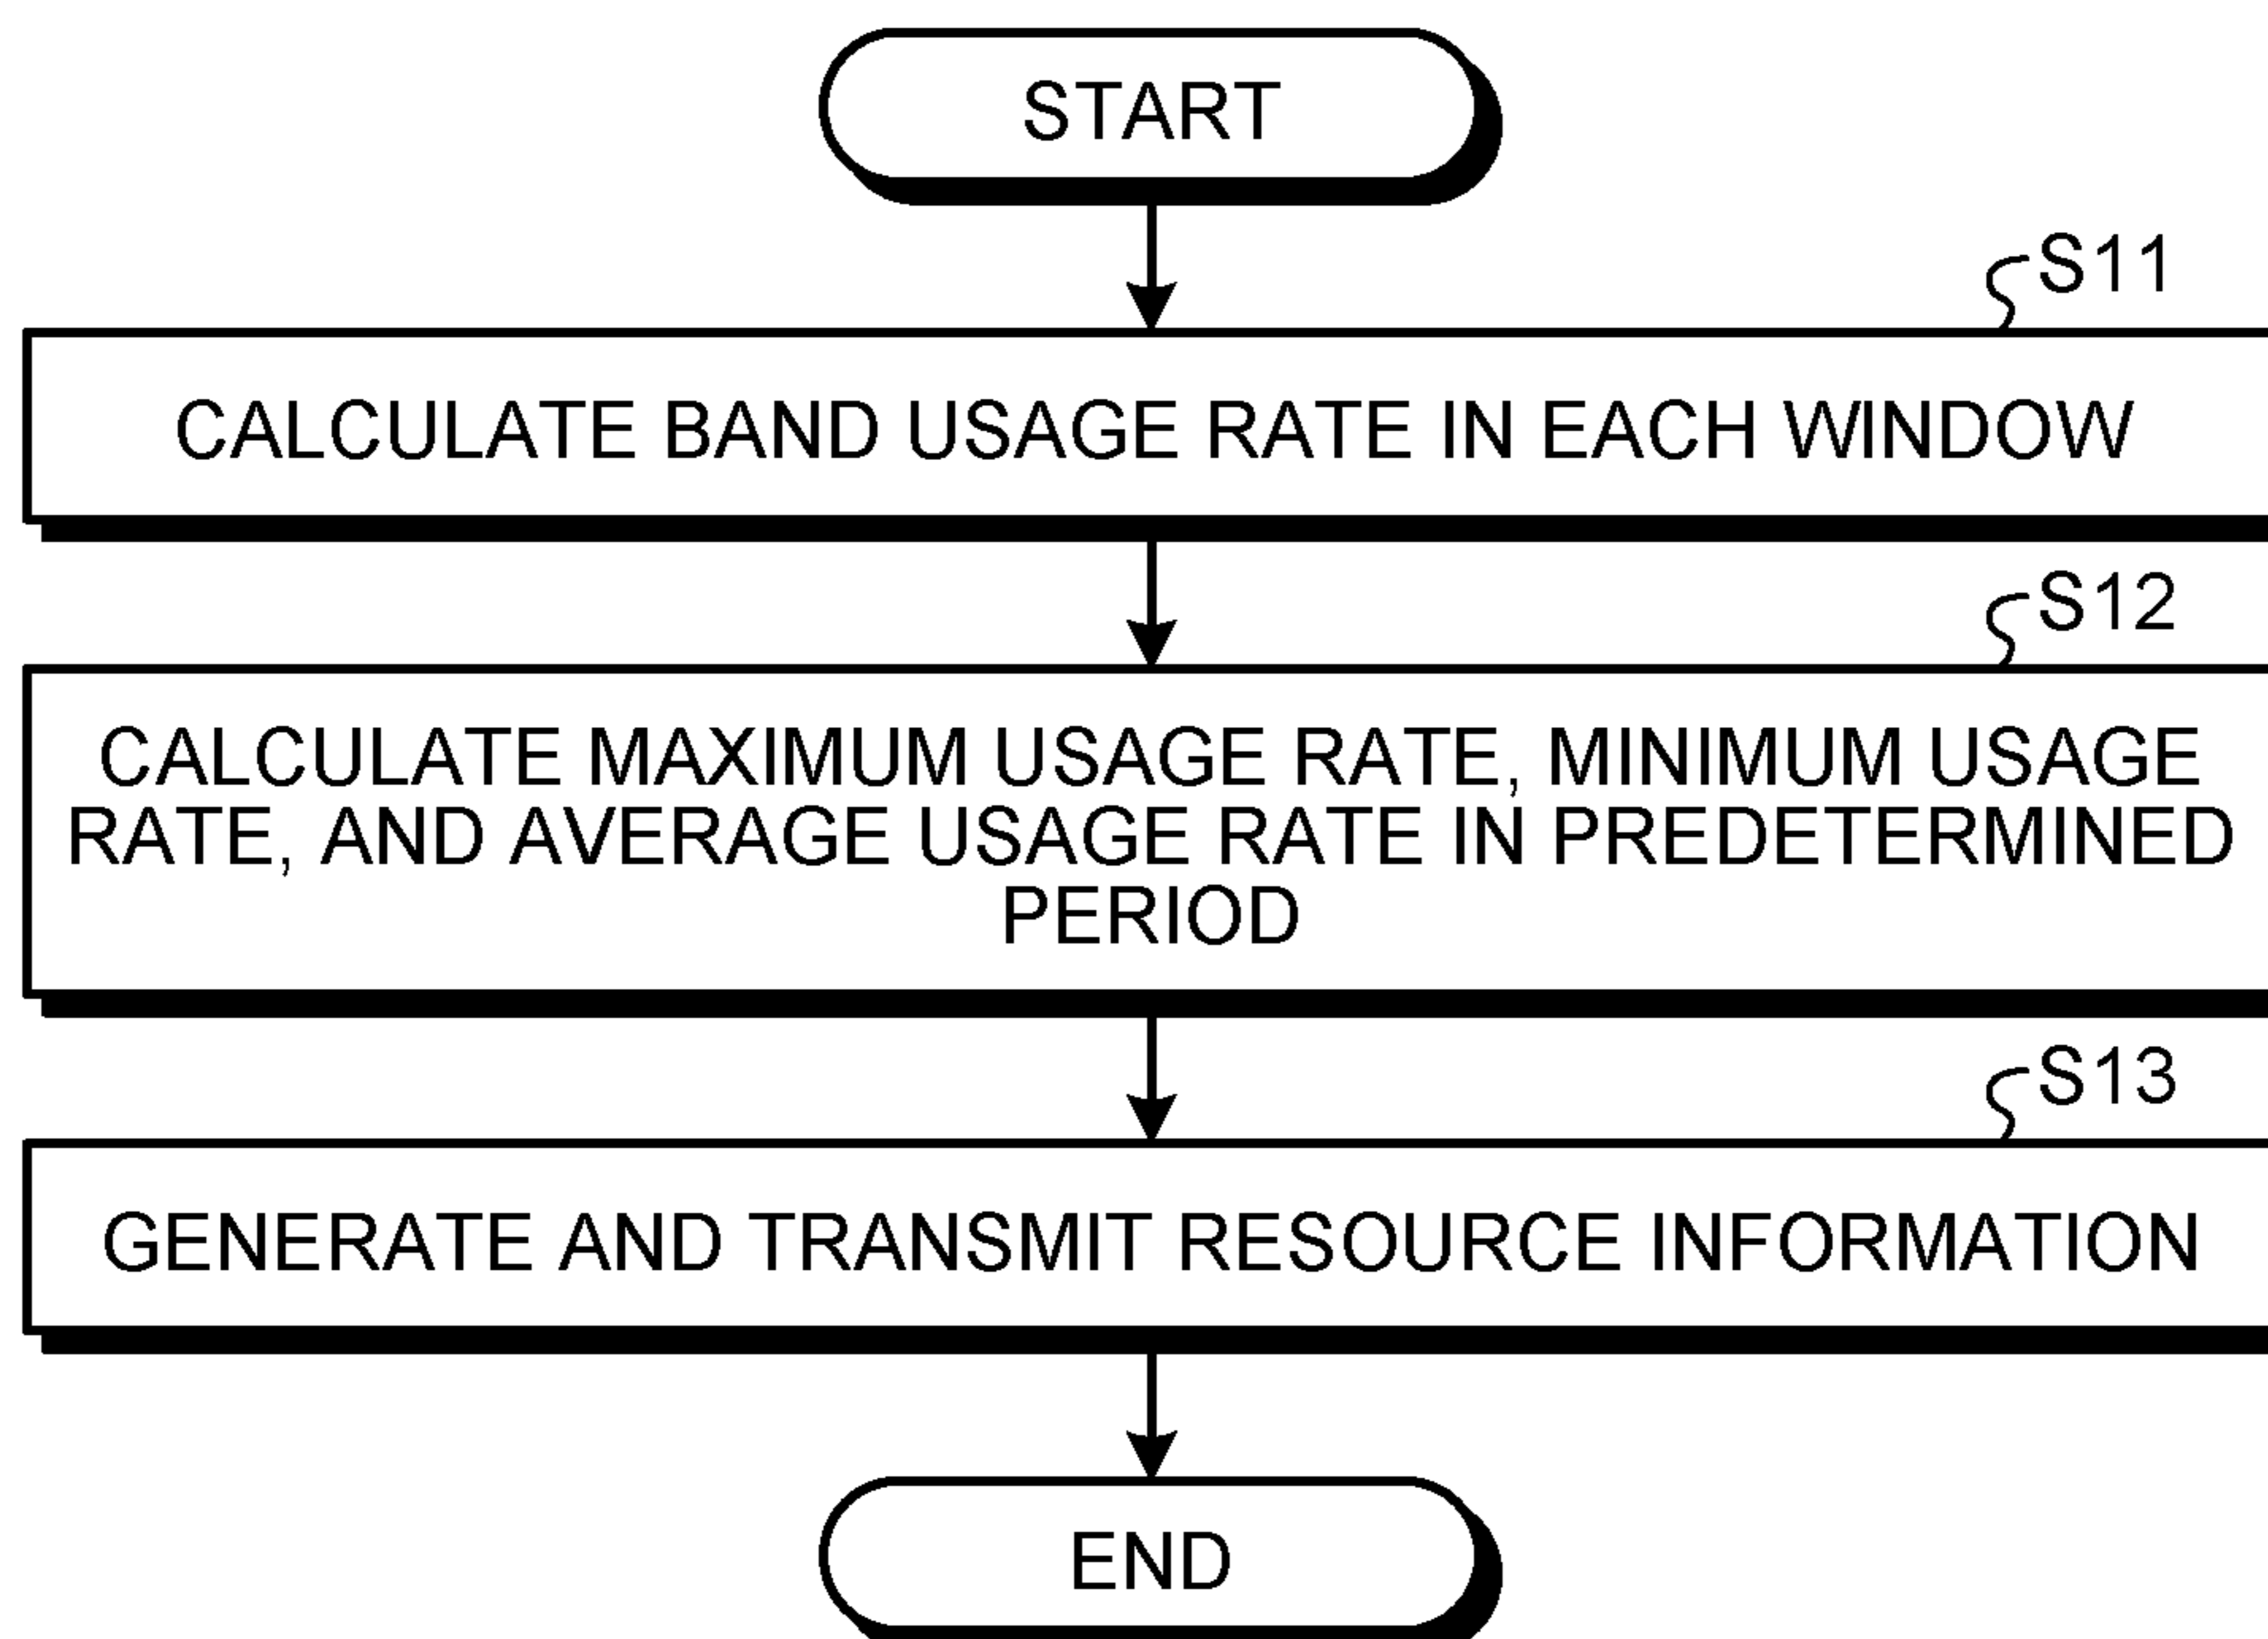 START
S11
CALCULATE BAND USAGE RATE IN EACH WINDOW
S12
CALCULATE MAXIMUM USAGE RATE, MINIMUM USAGE
RATE, AND AVERAGE USAGE RATE IN PREDETERMINED
PERIOD
S13
GENERATE AND TRANSMIT RESOURCE INFORMATION
END